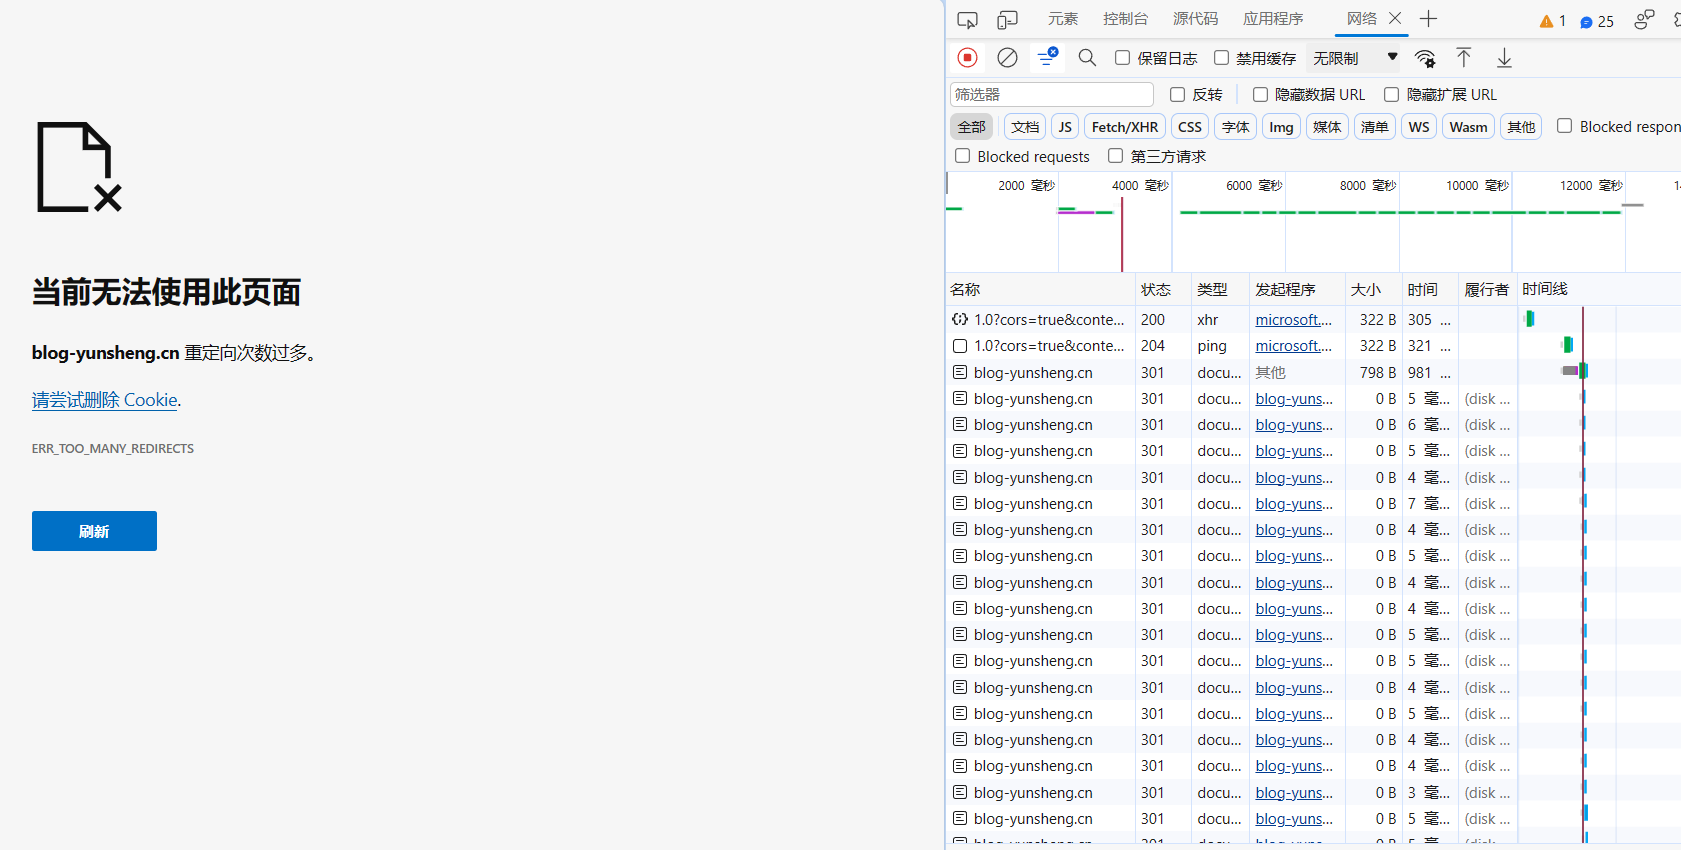 当前无法使用此页面
blog-yunsheng.cn 重定向次数过多。
请尝试删除 Cookie.
ERR_TOO_MANY_REDIRECTS
刷新
元素 控制台 源代码 应用程序 网络 1 25
保留日志 禁用缓存 无限制
筛选器 反转 隐藏数据 URL 隐藏扩展 URL
全部 文档 JS Fetch/XHR CSS 字体 Img 媒体 清单 WS Wasm 其他 Blocked respon
Blocked requests 第三方请求
2000 毫秒 4000 毫秒 6000 毫秒 8000 毫秒 10000 毫秒 12000 毫秒
名称 状态 类型 发起程序 大小 时间 履行者 时间线
1.0?cors=true&conte... 200 xhr microsoft.... 322 B 305 ...
1.0?cors=true&conte... 204 ping microsoft.... 322 B 321 ...
blog-yunsheng.cn 301 docu... 其他 798 B 981 ...
blog-yunsheng.cn 301 docu... blog-yuns... 0 B 5 毫... (disk ...
blog-yunsheng.cn 301 docu... blog-yuns... 0 B 6 毫... (disk ...
blog-yunsheng.cn 301 docu... blog-yuns... 0 B 5 毫... (disk ...
blog-yunsheng.cn 301 docu... blog-yuns... 0 B 4 毫... (disk ...
blog-yunsheng.cn 301 docu... blog-yuns... 0 B 7 毫... (disk ...
blog-yunsheng.cn 301 docu... blog-yuns... 0 B 4 毫... (disk ...
blog-yunsheng.cn 301 docu... blog-yuns... 0 B 5 毫... (disk ...
blog-yunsheng.cn 301 docu... blog-yuns... 0 B 4 毫... (disk ...
blog-yunsheng.cn 301 docu... blog-yuns... 0 B 4 毫... (disk ...
blog-yunsheng.cn 301 docu... blog-yuns... 0 B 5 毫... (disk ...
blog-yunsheng.cn 301 docu... blog-yuns... 0 B 5 毫... (disk ...
blog-yunsheng.cn 301 docu... blog-yuns... 0 B 4 毫... (disk ...
blog-yunsheng.cn 301 docu... blog-yuns... 0 B 5 毫... (disk ...
blog-yunsheng.cn 301 docu... blog-yuns... 0 B 4 毫... (disk ...
blog-yunsheng.cn 301 docu... blog-yuns... 0 B 4 毫... (disk ...
blog-yunsheng.cn 301 docu... blog-yuns... 0 B 3 毫... (disk ...
blog-yunsheng.cn 301 docu... blog-yuns... 0 B 5 毫... (disk ...